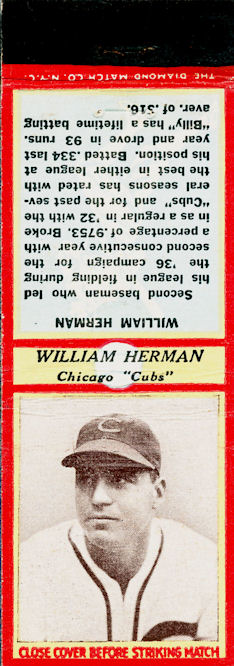 THE DIAMOND MATCH CO. N.Y.C.
WILLIAM HERMAN
Second baseman who led
his league in fielding during
the '36 campaign for the
second consecutive year with
a percentage of .9753. Broke
in as a regular in '32 with the
"Cubs" and for the past sev-
eral seasons has rated with
the best in either league at
his position. Batted .334 last
year and drove in 93 runs.
"Billy" has a lifetime batting
aver. of .316.
WILLIAM HERMAN
Chicago "Cubs"
C
CLOSE COVER BEFORE STRIKING MATCH